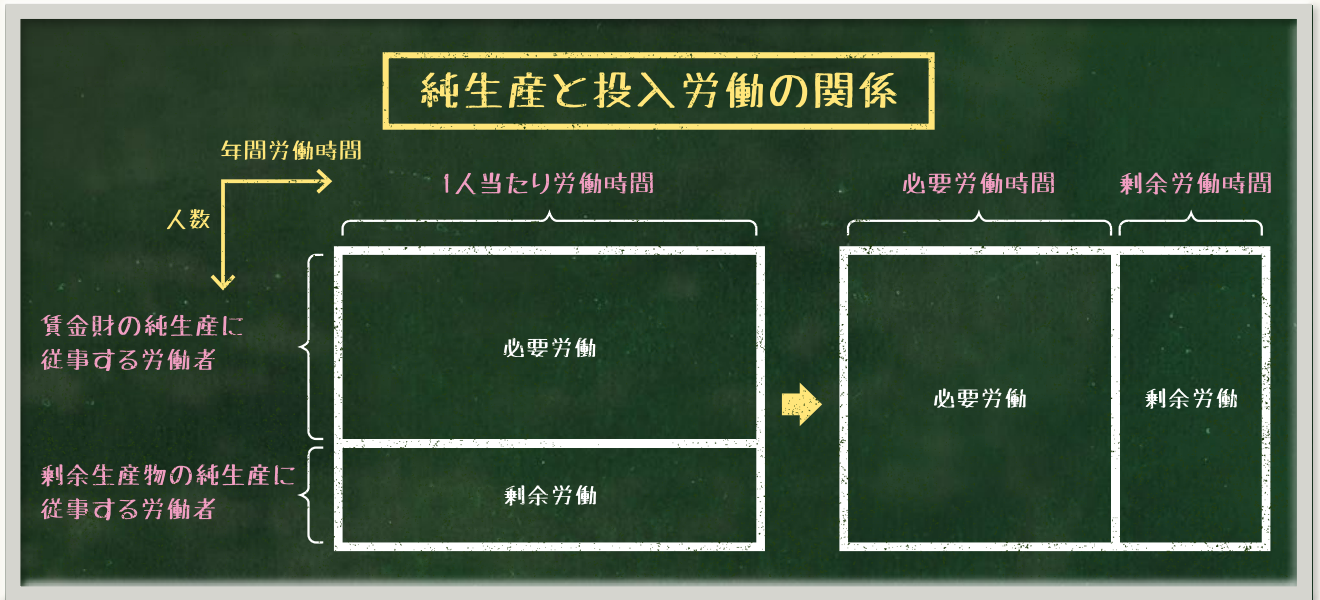 純生産と投入労働の関係
年間労働時間
人数
1人当たり労働時間
必要労働時間
剰余労働時間
賃金財の純生産に
従事する労働者
必要労働
剰余生産物の純生産に
従事する労働者
剰余労働
必要労働
剰余労働